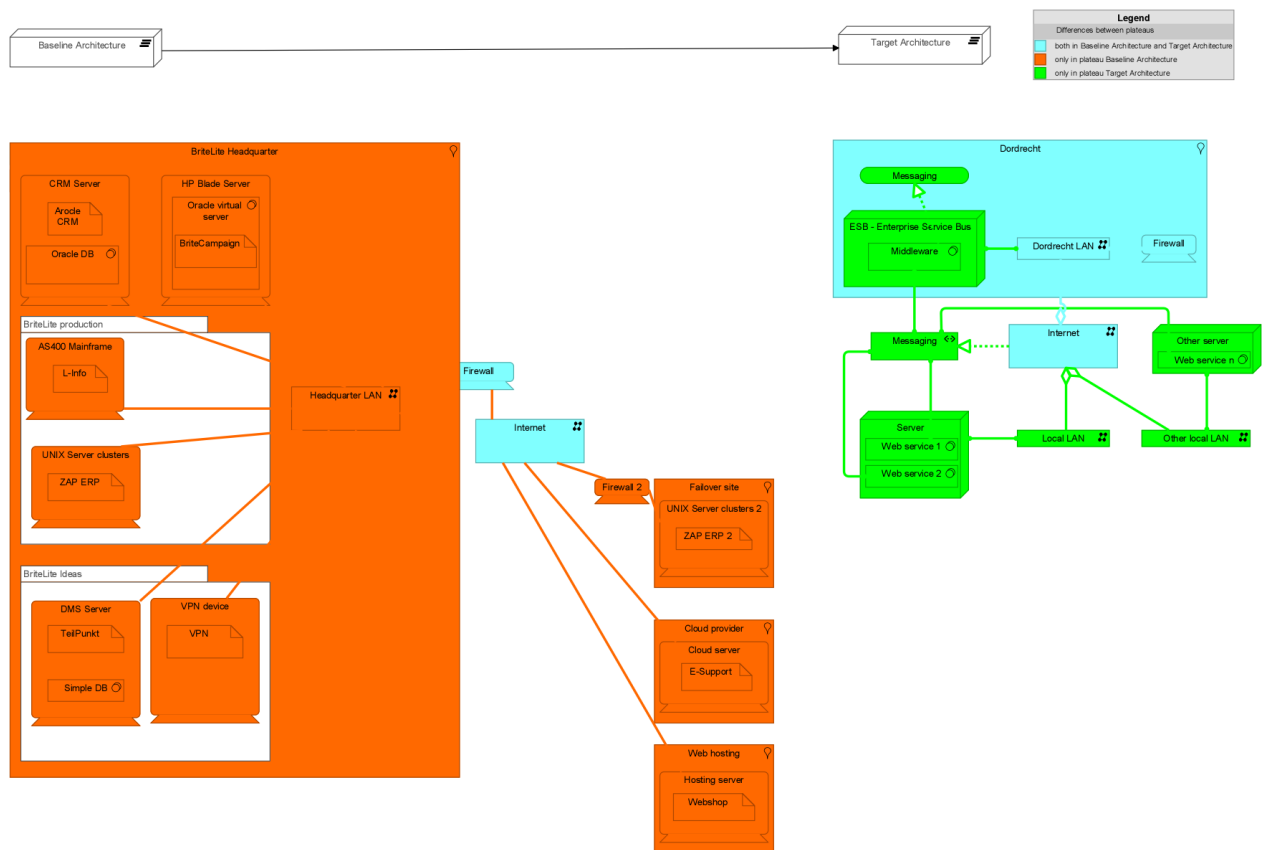 Baseline Architecture
Target Architecture
Legend
Differences between plateaus
both in Baseline Architecture and Target Architecture
only in plateau Baseline Architecture
only in plateau Target Architecture
BriteLite Headquarter
CRM Server
Arocle
CRM
Oracle DB
HP Blade Server
Oracle virtual
server
BriteCampaign
BriteLite production
AS400 Mainframe
L-Info
UNIX Server clusters
ZAP ERP
Headquarter LAN
BriteLite Ideas
DMS Server
TeilPunkt
Simple DB
VPN device
VPN
Firewall
Internet
Firewall 2
Failover site
UNIX Server clusters 2
ZAP ERP 2
Cloud provider
Cloud server
E-Support
Web hosting
Hosting server
Webshop
Dordrecht
Messaging
ESB - Enterprise Service Bus
Middleware
Dordrecht LAN
Firewall
Messaging
Internet
Other server
Web service n
Server
Web service 1
Web service 2
Local LAN
Other local LAN